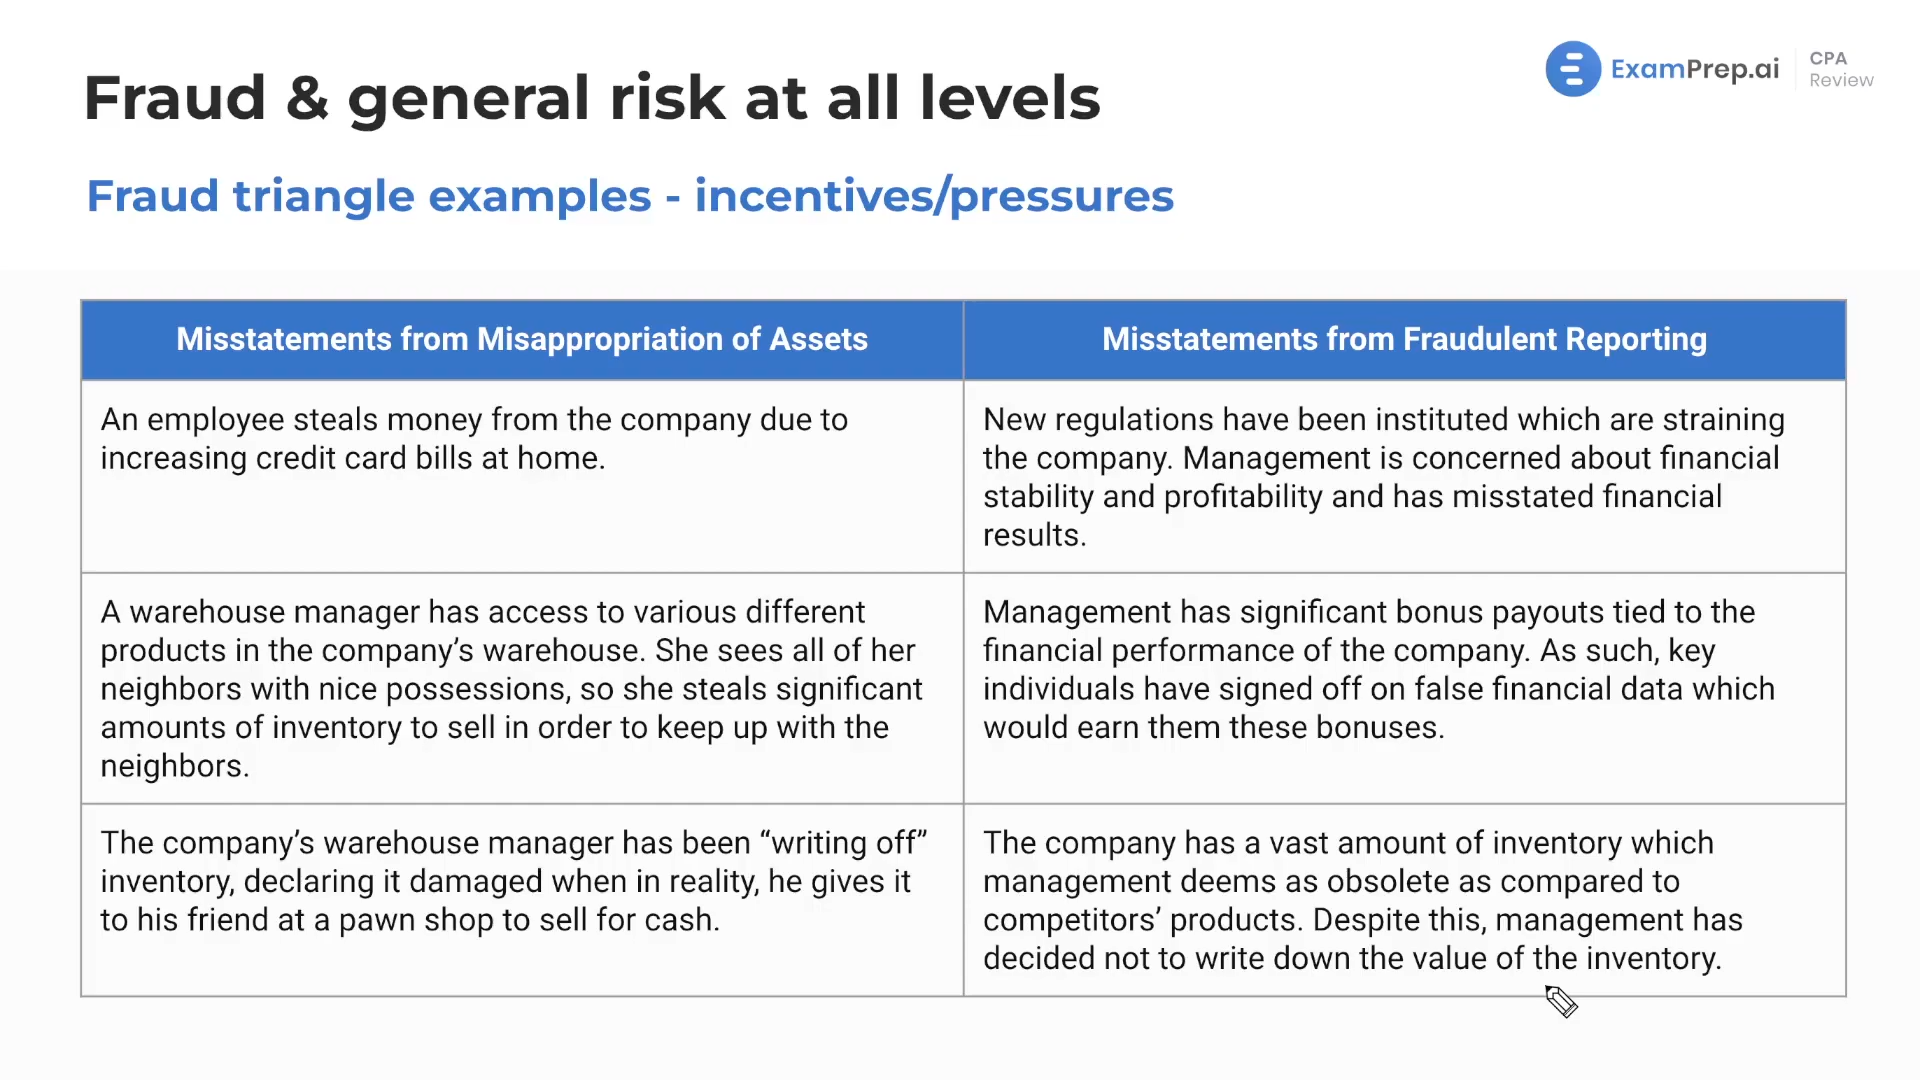 Fraud & general risk at all levels
ExamPrep.ai
CPA
Review
Fraud triangle examples - incentives/pressures
Misstatements from Misappropriation of Assets
Misstatements from Fraudulent Reporting
An employee steals money from the company due to
increasing credit card bills at home.
New regulations have been instituted which are straining
the company. Management is concerned about financial
stability and profitability and has misstated financial
results.
A warehouse manager has access to various different
products in the company’s warehouse. She sees all of her
neighbors with nice possessions, so she steals significant
amounts of inventory to sell in order to keep up with the
neighbors.
Management has significant bonus payouts tied to the
financial performance of the company. As such, key
individuals have signed off on false financial data which
would earn them these bonuses.
The company’s warehouse manager has been “writing off”
inventory, declaring it damaged when in reality, he gives it
to his friend at a pawn shop to sell for cash.
The company has a vast amount of inventory which
management deems as obsolete as compared to
competitors’ products. Despite this, management has
decided not to write down the value of the inventory.